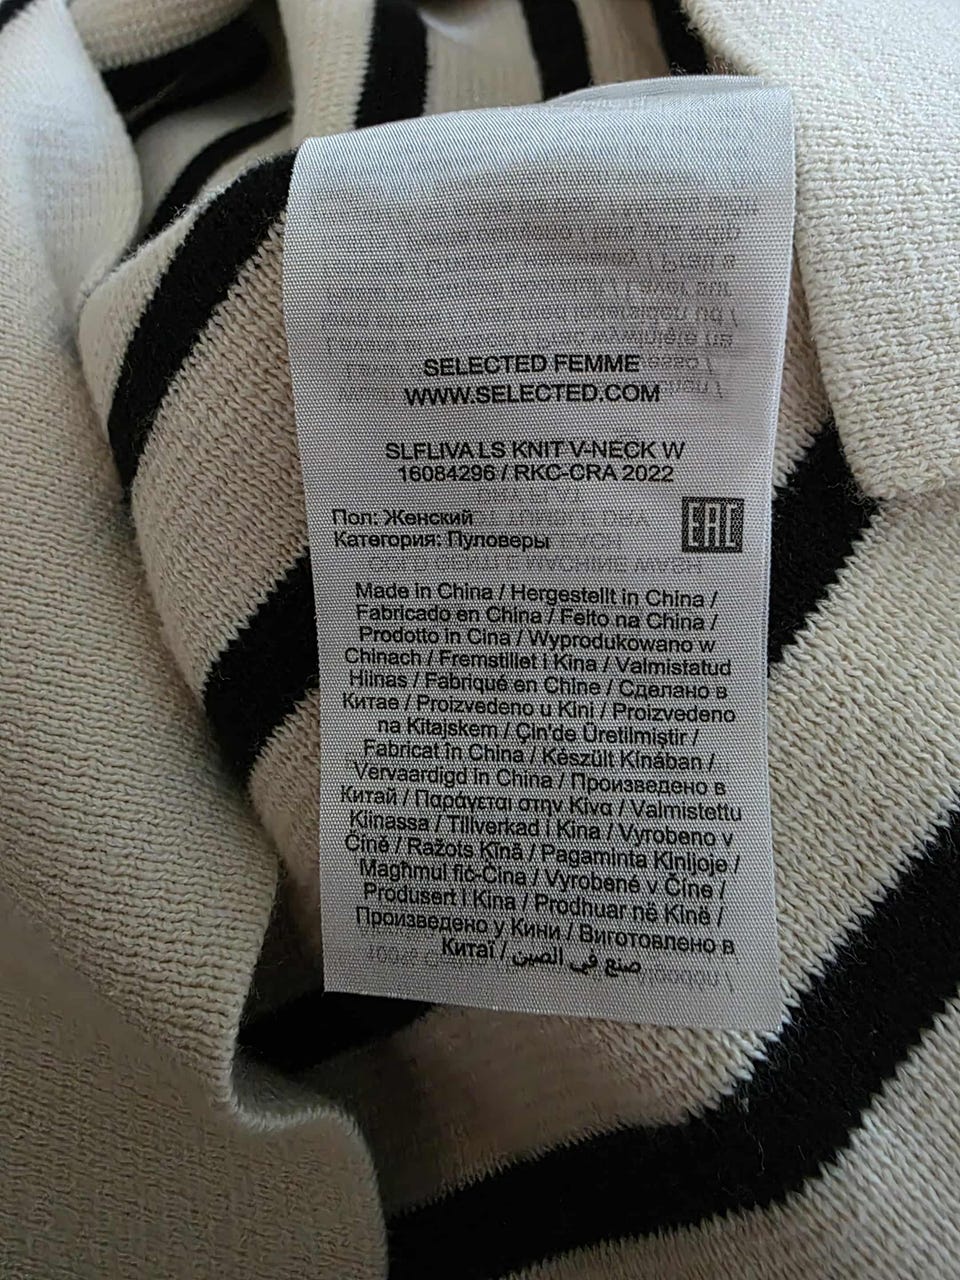 SELECTED FEMME
WWW.SELECTED.COM
SLFLIVA LS KNIT V-NECK W
16084296 / RKC-CRA 2022
Пол: Женский
Категория: Пуловеры
EAC
Made in China / Hergestellt in China /
Fabricado en China / Feito na China /
Prodotto in Cina / Wyprodukowano w
Chinach / Fremstillet i Kina / Valmistatud
Hiinas / Fabriqué en Chine / Сделано в
Китае / Proizvedeno u Kini / Proizvedeno
na Kitajskem / Çin'de Üretilmiştir /
Fabricat în China / Készült Kínában /
Vervaardigd in China / Произведено в
Китай / Παράγεται στην Κίνα / Valmistettu
Kiinassa / Tillverkad i Kina / Vyrobeno v
Číně / Ražots Ķīnā / Pagaminta Kinijoje /
Magħmul fiċ-Ċina / Vyrobené v Číne /
Produsert i Kina / Prodhuar në Kinë /
Произведено у Кини / Виготовлено в
Китаї / صنع في الصين